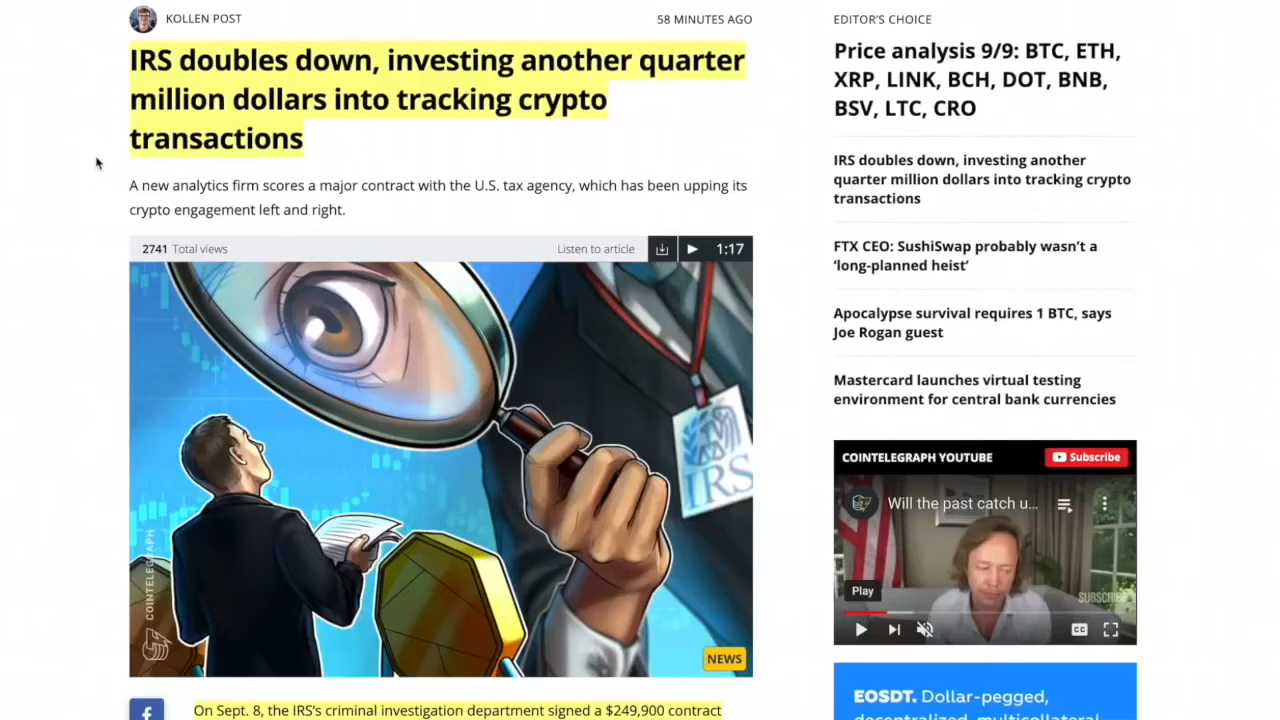 KOLLEN POST
58 MINUTES AGO
IRS doubles down, investing another quarter
million dollars into tracking crypto
transactions
A new analytics firm scores a major contract with the U.S. tax agency, which has been upping its
crypto engagement left and right.
2741 Total views
Listen to article
1:17
IRS
COINTELEGRAPH
NEWS
On Sept. 8, the IRS’s criminal investigation department signed a $249,900 contract
EDITOR’S CHOICE
Price analysis 9/9: BTC, ETH,
XRP, LINK, BCH, DOT, BNB,
BSV, LTC, CRO
IRS doubles down, investing another
quarter million dollars into tracking crypto
transactions
FTX CEO: SushiSwap probably wasn’t a
‘long-planned heist’
Apocalypse survival requires 1 BTC, says
Joe Rogan guest
Mastercard launches virtual testing
environment for central bank currencies
COINTELEGRAPH YOUTUBE
Subscribe
Will the past catch u...
Play
SUBSCRIBE
CC
EOSDT. Dollar-pegged,
decentralized, multicollateral